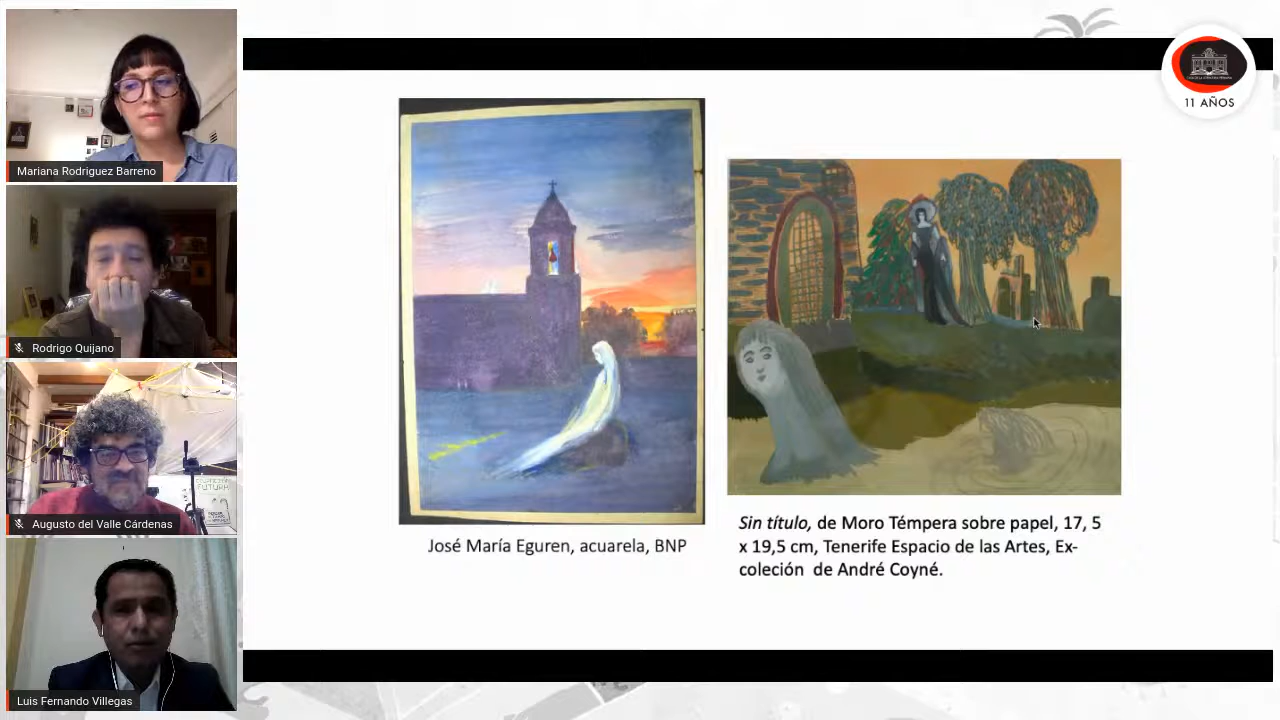 Mariana Rodriguez Barreno
Rodrigo Quijano
Augusto del Valle Cárdenas
Luis Fernando Villegas
11 AÑOS
José María Eguren, acuarela, BNP
Sin título, de Moro Témpera sobre papel, 17, 5
x 19,5 cm, Tenerife Espacio de las Artes, Ex-
coleción de André Coyné.